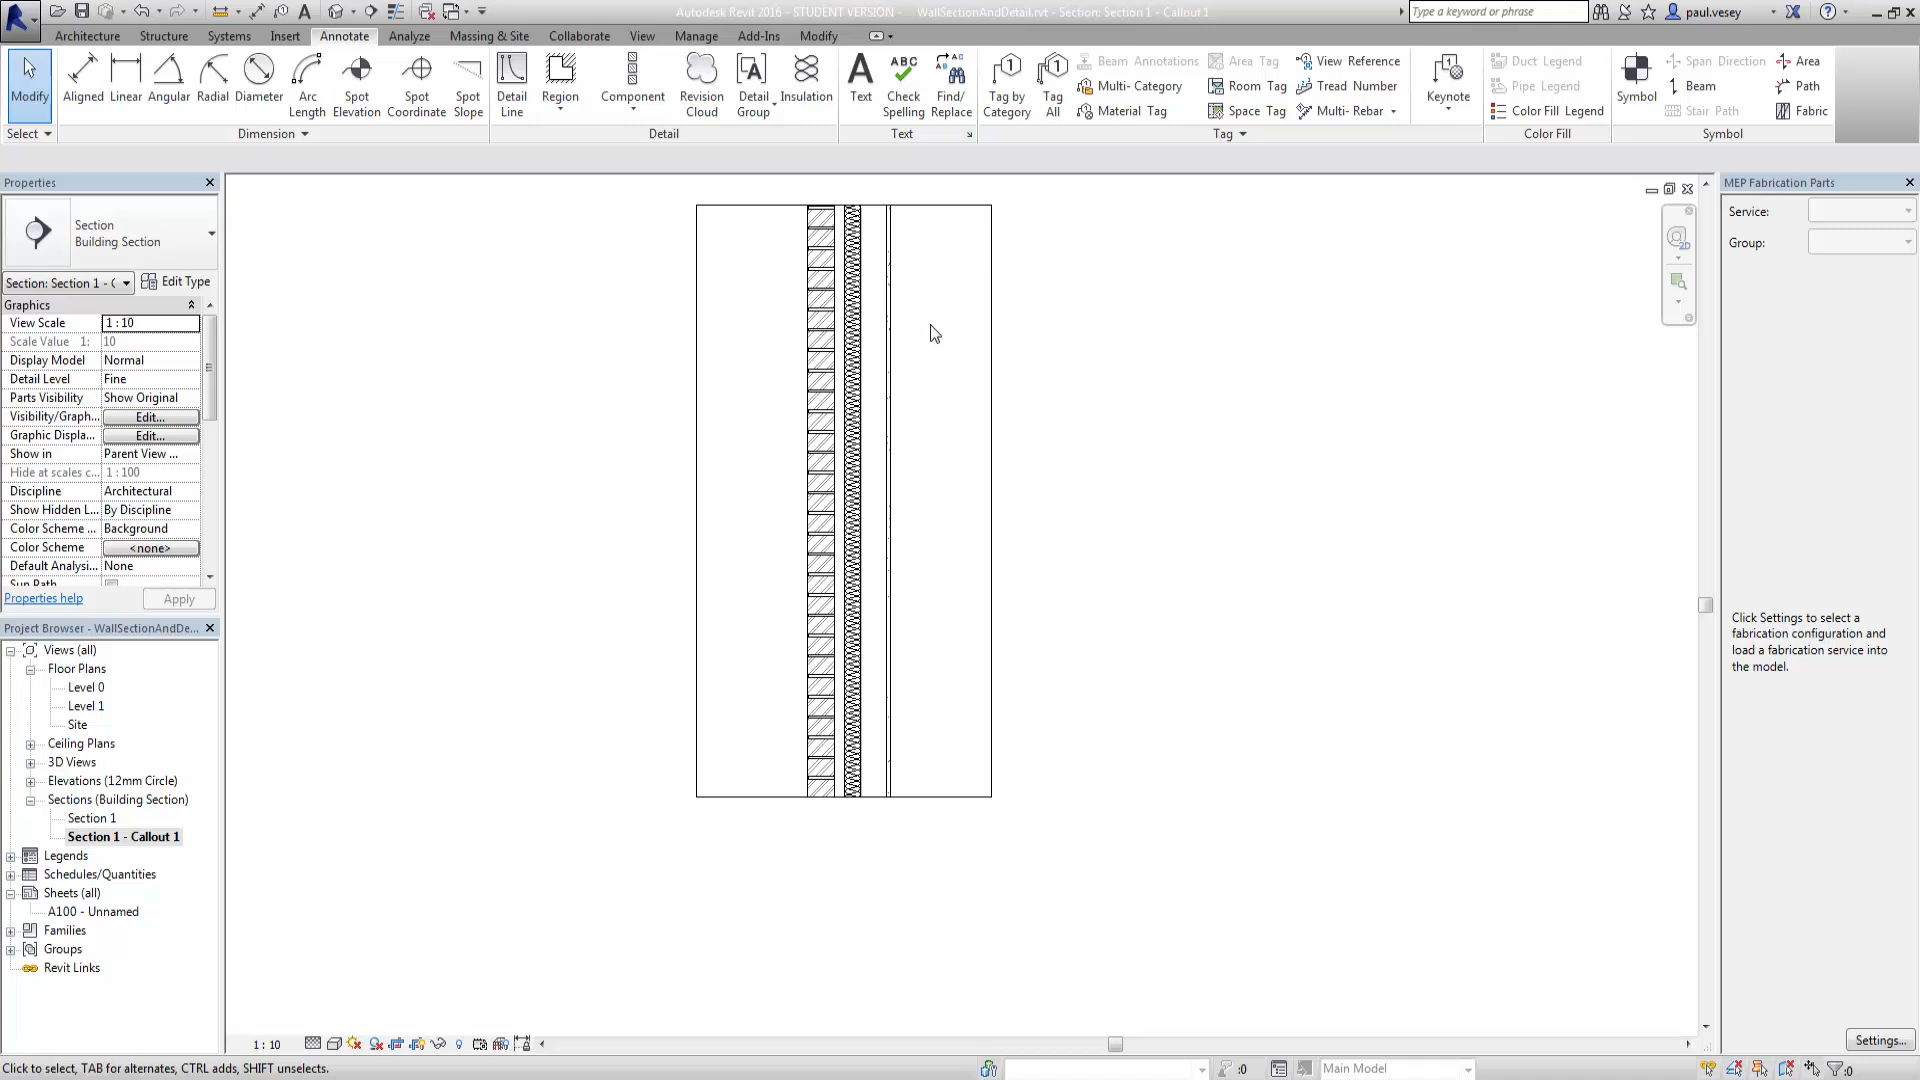 Autodesk Revit 2016 - STUDENT VERSION - WallSectionAndDetail.rvt - Section: Section 1 - Callout 1
Type a keyword or phrase
paul.vesey
Architecture Structure Systems Insert Annotate Analyze Massing & Site Collaborate View Manage Add-Ins Modify
Modify
Select
Aligned
Linear
Angular
Radial
Diameter
Arc
Length
Spot
Elevation
Spot
Coordinate
Spot
Slope
Dimension
Detail
Line
Region
Component
Revision
Cloud
Detail
Group
Insulation
Detail
ABC
Text
Check
Spelling
Find/
Replace
Text
Tag by
Category
Tag
All
Beam Annotations
Multi- Category
Material Tag
Area Tag
Room Tag
Space Tag
View Reference
Tread Number
Multi- Rebar
Tag
Keynote
Duct Legend
Pipe Legend
Color Fill Legend
Color Fill
Symbol
Span Direction
Beam
Stair Path
Area
Path
Fabric
Symbol
Properties
Section
Building Section
Section: Section 1 - (
Edit Type
Graphics
View Scale 1 : 10
Scale Value 1: 10
Display Model Normal
Detail Level Fine
Parts Visibility Show Original
Visibility/Graph... Edit...
Graphic Displa... Edit...
Show in Parent View ...
Hide at scales c... 1 : 100
Discipline Architectural
Show Hidden L... By Discipline
Color Scheme ... Background
Color Scheme <none>
Default Analysi... None
Sun Path
Properties help
Apply
Project Browser - WallSectionAndDe...
Views (all)
Floor Plans
Level 0
Level 1
Site
Ceiling Plans
3D Views
Elevations (12mm Circle)
Sections (Building Section)
Section 1
Section 1 - Callout 1
Legends
Schedules/Quantities
Sheets (all)
A100 - Unnamed
Families
Groups
Revit Links
2D
MEP Fabrication Parts
Service:
Group:
Click Settings to select a
fabrication configuration and
load a fabrication service into
the model.
Settings...
1 : 10
Click to select, TAB for alternates, CTRL adds, SHIFT unselects.
:0
Main Model
:0